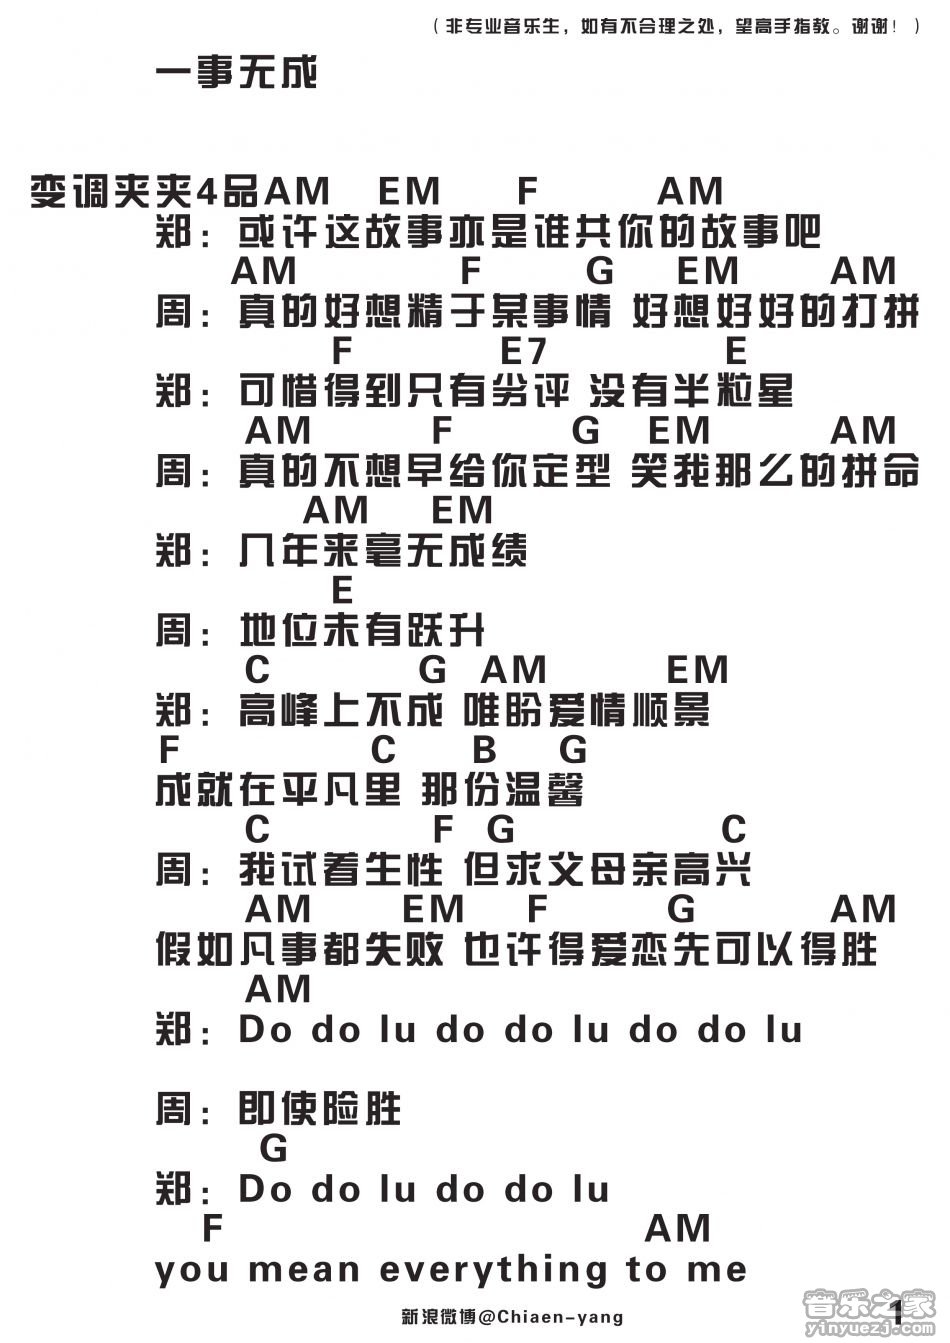 （非专业音乐生，如有不合理之处，望高手指教。谢谢！）
一事无成
变调夹夹4品AM EM F AM
郑：或许这故事亦是谁共你的故事吧
AM F G EM AM
周：真的好想精于某事情 好想好好的打拼
F E7 E
郑：可惜得到只有劣评 没有半粒星
AM F G EM AM
周：真的不想早给你定型 笑我那么的拼命
AM EM
郑：几年来毫无成绩
E
周：地位未有跃升
C G AM EM
郑：高峰上不成 唯盼爱情顺景
F C B G
成就在平凡里 那份温馨
C F G C
周：我试着生性 但求父母亲高兴
AM EM F G AM
假如凡事都失败 也许得爱恋先可以得胜
AM
郑：Do do lu do do lu do do lu
周：即使险胜
G
郑：Do do lu do do lu
F AM
you mean everything to me
新浪微博@Chiaen-yang
1
音乐之家
yinyuezj.com